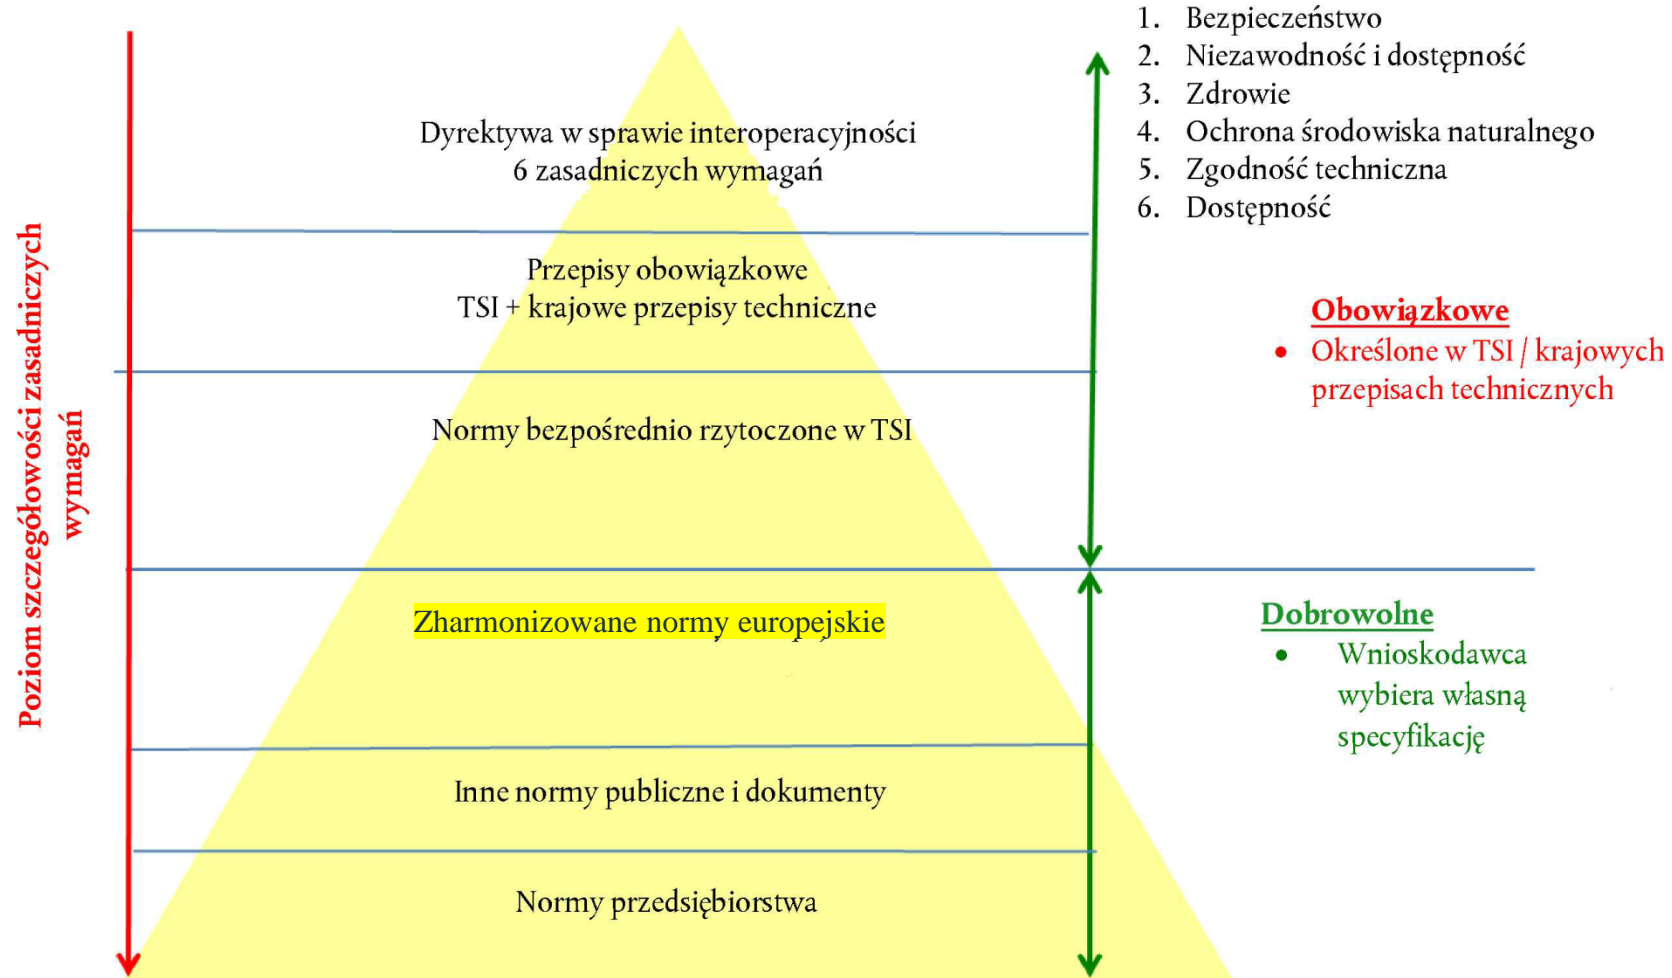 1. Bezpieczeństwo
2. Niezawodność i dostępność
3. Zdrowie
4. Ochrona środowiska naturalnego
5. Zgodność techniczna
6. Dostępność
Dyrektywa w sprawie interoperacyjności
6 zasadniczych wymagań
Przepisy obowiązkowe
TSI + krajowe przepisy techniczne
Obowiązkowe
• Określone w TSI / krajowych
przepisach technicznych
Normy bezpośrednio rzytoczone w TSI
Poziom szczegółowości zasadniczych
wymagań
Zharmonizowane normy europejskie
Dobrowolne
• Wnioskodawca
wybiera własną
specyfikację
Inne normy publiczne i dokumenty
Normy przedsiębiorstwa